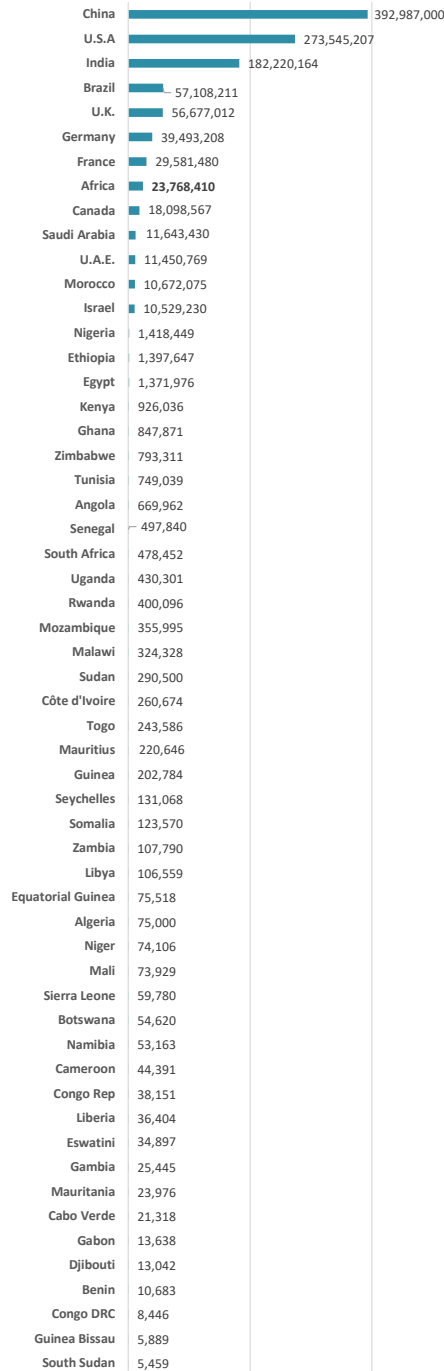 China 392,987,000
U.S.A 273,545,207
India 182,220,164
Brazil 57,108,211
U.K. 56,677,012
Germany 39,493,208
France 29,581,480
Africa 23,768,410
Canada 18,098,567
Saudi Arabia 11,643,430
U.A.E. 11,450,769
Morocco 10,672,075
Israel 10,529,230
Nigeria 1,418,449
Ethiopia 1,397,647
Egypt 1,371,976
Kenya 926,036
Ghana 847,871
Zimbabwe 793,311
Tunisia 749,039
Angola 669,962
Senegal 497,840
South Africa 478,452
Uganda 430,301
Rwanda 400,096
Mozambique 355,995
Malawi 324,328
Sudan 290,500
Côte d'Ivoire 260,674
Togo 243,586
Mauritius 220,646
Guinea 202,784
Seychelles 131,068
Somalia 123,570
Zambia 107,790
Libya 106,559
Equatorial Guinea 75,518
Algeria 75,000
Niger 74,106
Mali 73,929
Sierra Leone 59,780
Botswana 54,620
Namibia 53,163
Cameroon 44,391
Congo Rep 38,151
Liberia 36,404
Eswatini 34,897
Gambia 25,445
Mauritania 23,976
Cabo Verde 21,318
Gabon 13,638
Djibouti 13,042
Benin 10,683
Congo DRC 8,446
Guinea Bissau 5,889
South Sudan 5,459